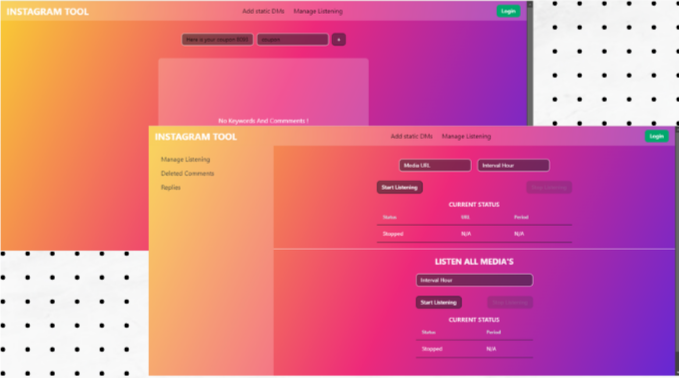 INSTAGRAM TOOL
Add static DMs Manage Listening
Login
Here is your coupon
coupon
+
No Keywords And Commments !
INSTAGRAM TOOL
Add static DMs Manage Listening
Login
Manage Listening
Deleted Comments
Replies
Media URL
Interval Hour
Start Listening
Stop Listening
CURRENT STATUS
Status URL Period
Stopped N/A N/A
LISTEN ALL MEDIA'S
Interval Hour
Start Listening
Stop Listening
CURRENT STATUS
Status Period
Stopped N/A